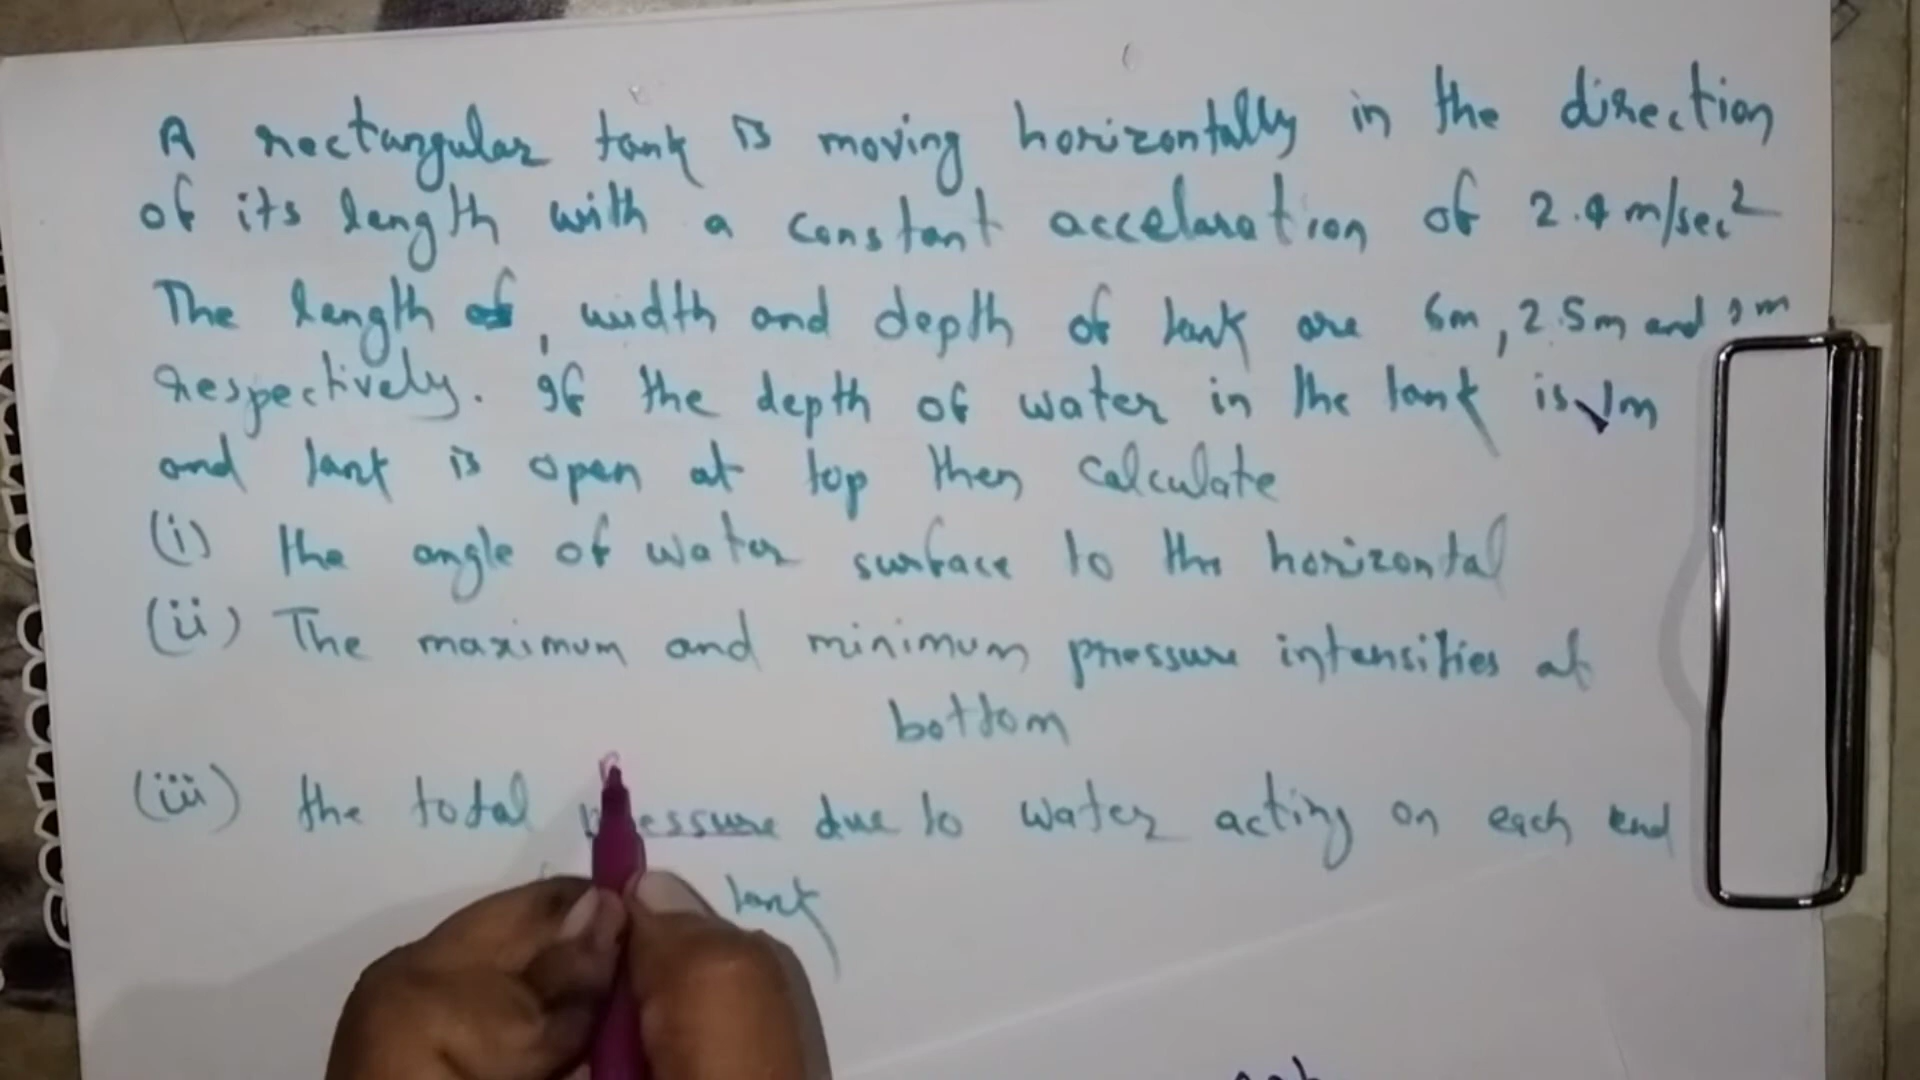 A rectangular tank is moving horizontally in the direction
of its length with a constant accelaration of 2.4 m/sec²
The length of, width and depth of tank are 6m, 2.5m and 2m
respectively. If the depth of water in the tank is 1m
and tank is open at top then calculate
(i) the angle of water surface to the horizontal
(ii) The maximum and minimum pressure intensities at
bottom
(iii) the total pressure due to water acting on each end
tank